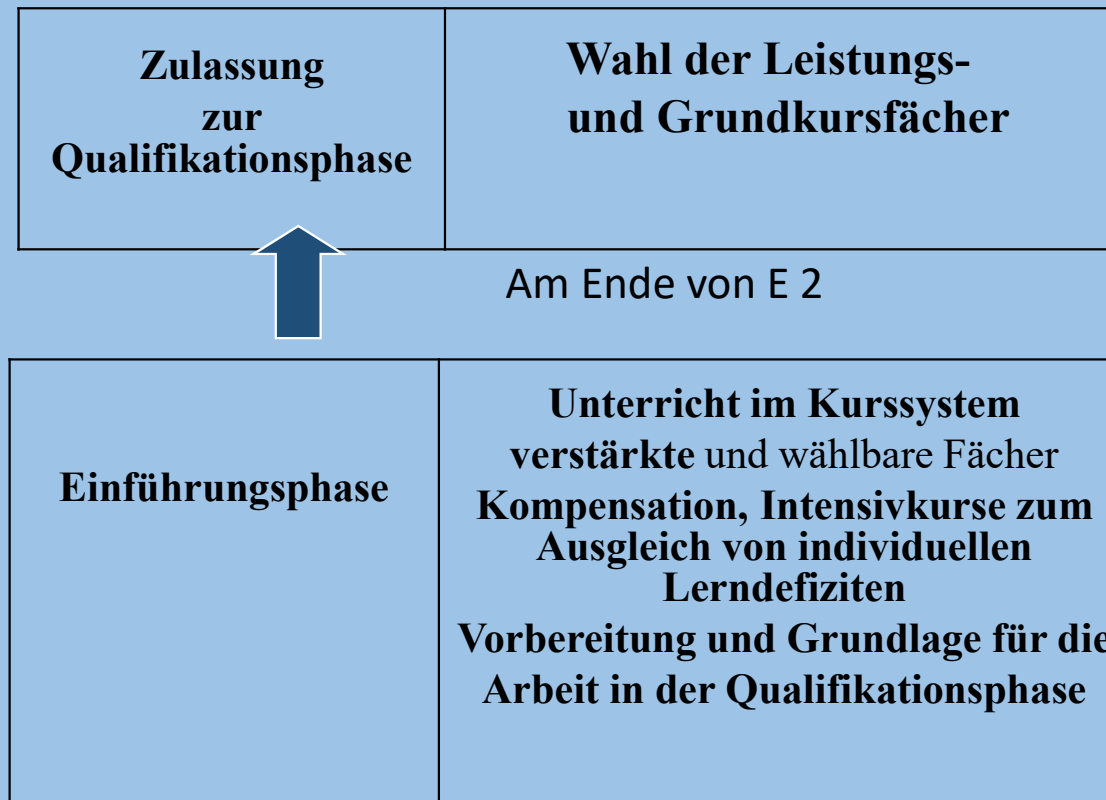 Zulassung
zur
Qualifikationsphase
Wahl der Leistungs-
und Grundkursfächer
Am Ende von E 2
Einführungsphase
Unterricht im Kurssystem
verstärkte und wählbare Fächer
Kompensation, Intensivkurse zum
Ausgleich von individuellen
Lerndefiziten
Vorbereitung und Grundlage für die
Arbeit in der Qualifikationsphase